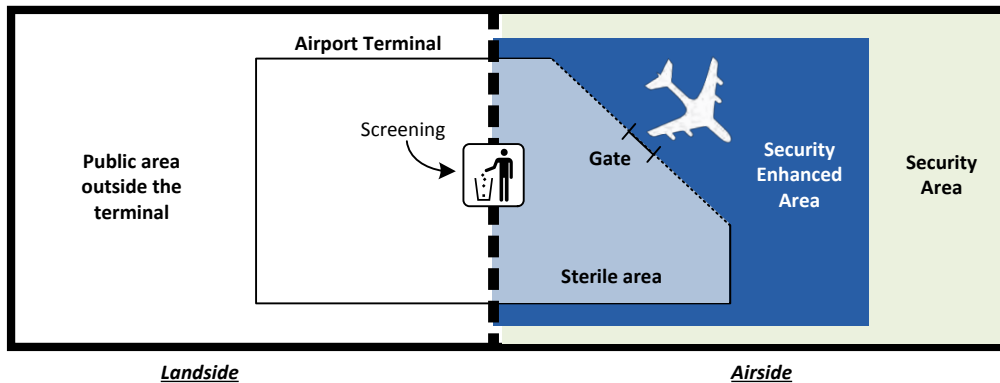 Airport Terminal
Screening
Public area
outside the
terminal
Gate
Security
Enhanced
Area
Security
Area
Sterile area
Landside
Airside